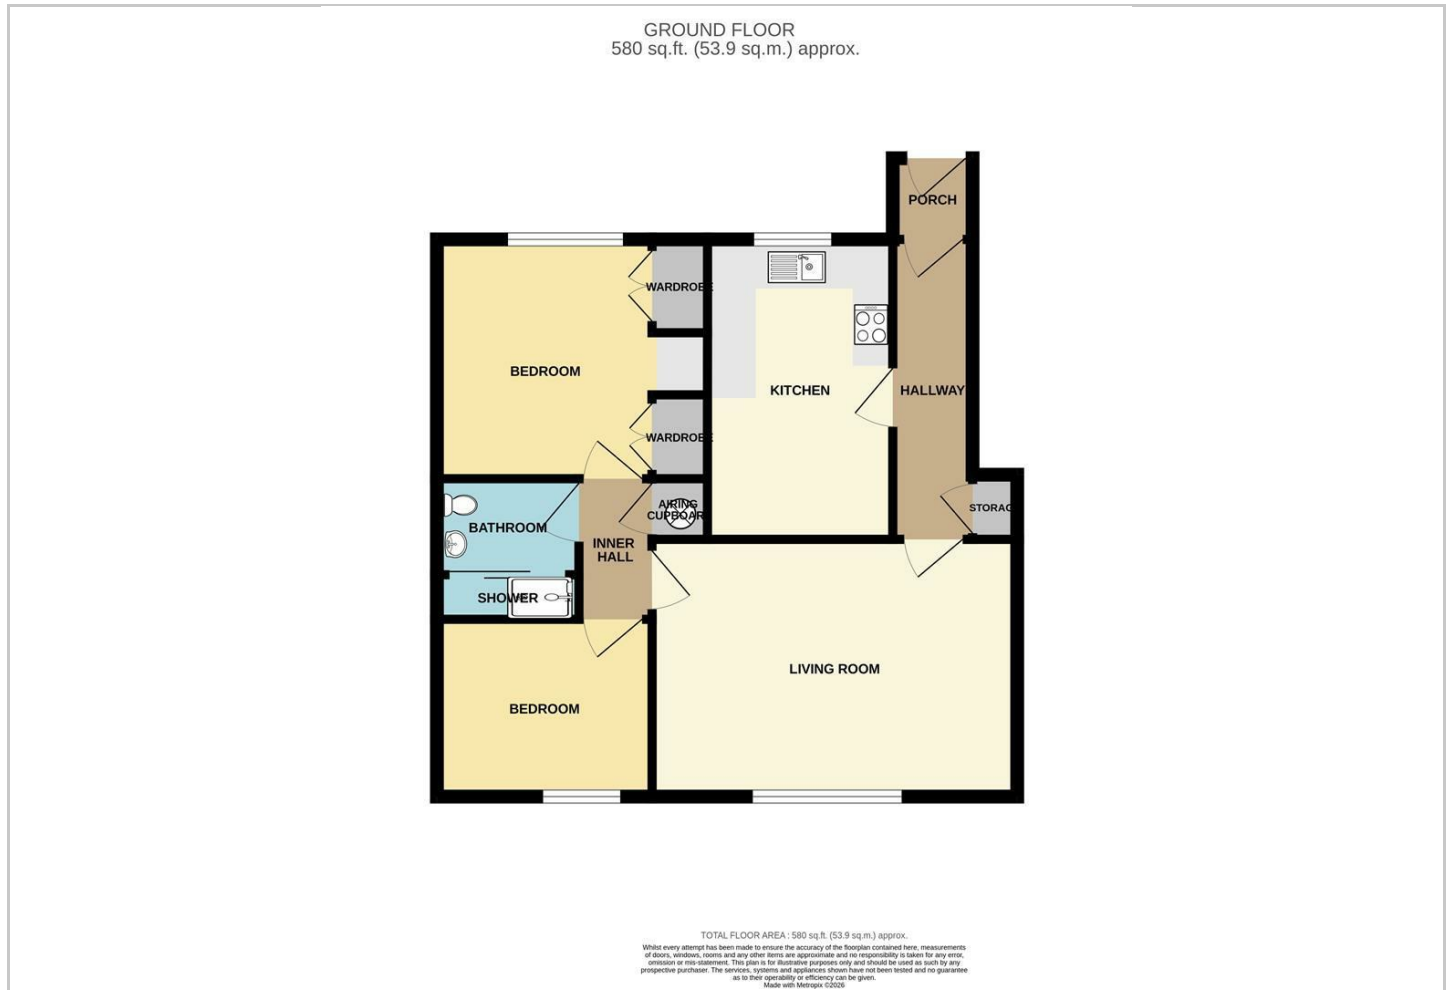 GROUND FLOOR
580 sq.ft. (53.9 sq.m.) approx.
PORCH
WARDROBE
BEDROOM
KITCHEN
HALLWAY
WARDROBE
AIRING
CUPBOARD
STORAG
BATHROOM
INNER
HALL
SHOWER
LIVING ROOM
BEDROOM
TOTAL FLOOR AREA : 580 sq.ft. (53.9 sq.m.) approx.
Whilst every attempt has been made to ensure the accuracy of the floorplan contained here, measurements
of doors, windows, rooms and any other items are approximate and no responsibility is taken for any error,
omission or mis-statement. This plan is for illustrative purposes only and should be used as such by any
prospective purchaser. The services, systems and appliances shown have not been tested and no guarantee
as to their operability or efficiency can be given.
Made with Metropix ©2026